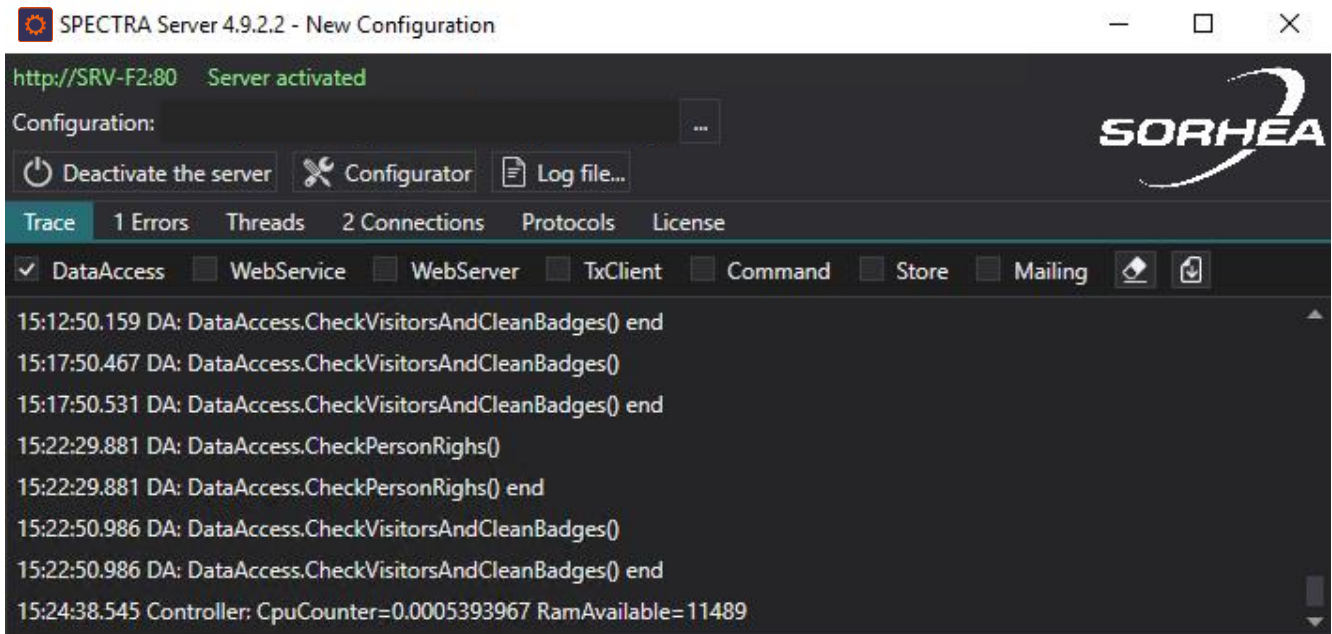 SPECTRA Server 4.9.2.2 - New Configuration
http://SRV-F2:80 Server activated
Configuration: ...
SORHEA
Deactivate the server Configurator Log file...
Trace 1 Errors Threads 2 Connections Protocols License
DataAccess WebService WebServer TxClient Command Store Mailing
15:12:50.159 DA: DataAccess.CheckVisitorsAndCleanBadges() end
15:17:50.467 DA: DataAccess.CheckVisitorsAndCleanBadges()
15:17:50.531 DA: DataAccess.CheckVisitorsAndCleanBadges() end
15:22:29.881 DA: DataAccess.CheckPersonRighs()
15:22:29.881 DA: DataAccess.CheckPersonRighs() end
15:22:50.986 DA: DataAccess.CheckVisitorsAndCleanBadges()
15:22:50.986 DA: DataAccess.CheckVisitorsAndCleanBadges() end
15:24:38.545 Controller: CpuCounter=0.0005393967 RamAvailable=11489